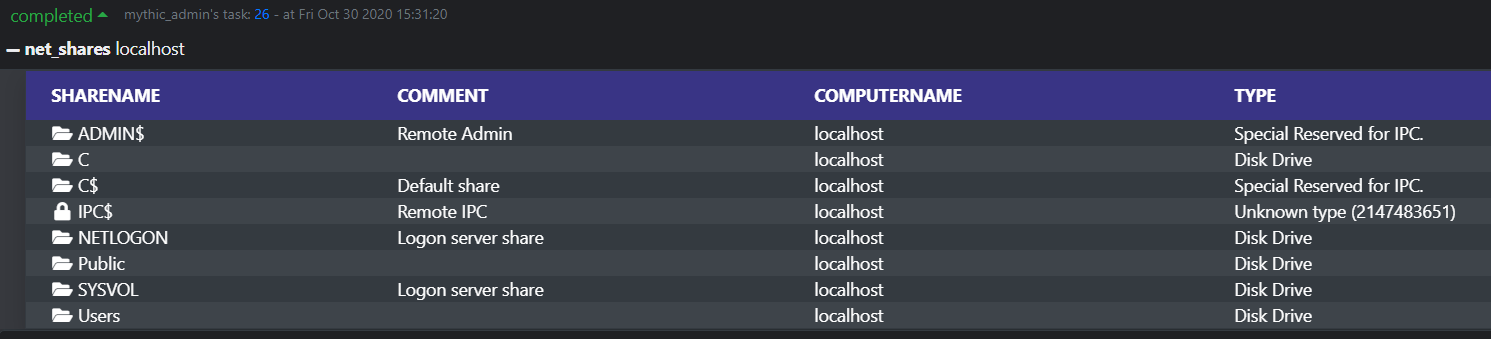 completed mythic_admin's task: 26 - at Fri Oct 30 2020 15:31:20
net_shares localhost
SHARENAME COMMENT COMPUTERNAME TYPE
ADMIN$ Remote Admin localhost Special Reserved for IPC.
C localhost Disk Drive
C$ Default share localhost Special Reserved for IPC.
IPC$ Remote IPC localhost Unknown type (2147483651)
NETLOGON Logon server share localhost Disk Drive
Public localhost Disk Drive
SYSVOL Logon server share localhost Disk Drive
Users localhost Disk Drive